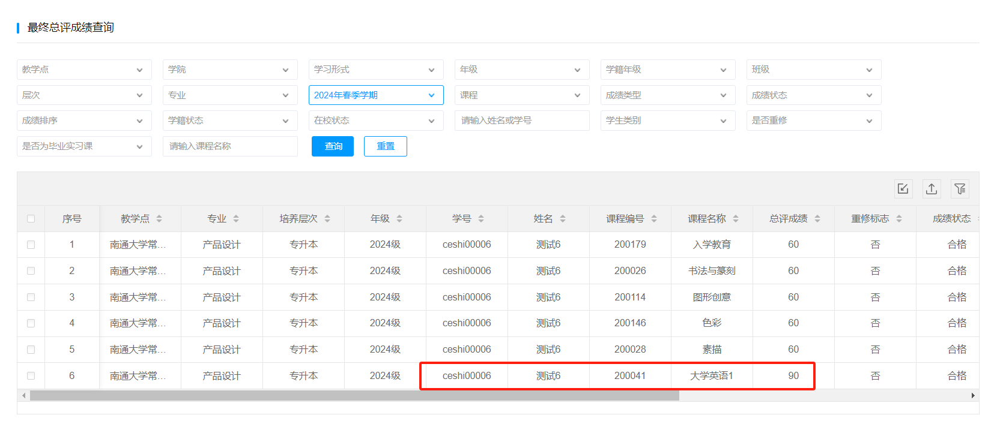 最终总评成绩查询
教学点 学院 学习形式 年级 学籍年级 班级
层次 专业 2024年春季学期 课程 成绩类型 成绩状态
成绩排序 学籍状态 在校状态 请输入姓名或学号 学生类别 是否重修
是否为毕业实习课 请输入课程名称 查询 重置
序号 教学点 专业 培养层次 年级 学号 姓名 课程编号 课程名称 总评成绩 重修标志 成绩状态
1 南通大学常... 产品设计 专升本 2024级 ceshi00006 测试6 200179 入学教育 60 否 合格
2 南通大学常... 产品设计 专升本 2024级 ceshi00006 测试6 200026 书法与篆刻 60 否 合格
3 南通大学常... 产品设计 专升本 2024级 ceshi00006 测试6 200114 图形创意 60 否 合格
4 南通大学常... 产品设计 专升本 2024级 ceshi00006 测试6 200146 色彩 60 否 合格
5 南通大学常... 产品设计 专升本 2024级 ceshi00006 测试6 200028 素描 60 否 合格
6 南通大学常... 产品设计 专升本 2024级 ceshi00006 测试6 200041 大学英语1 90 否 合格